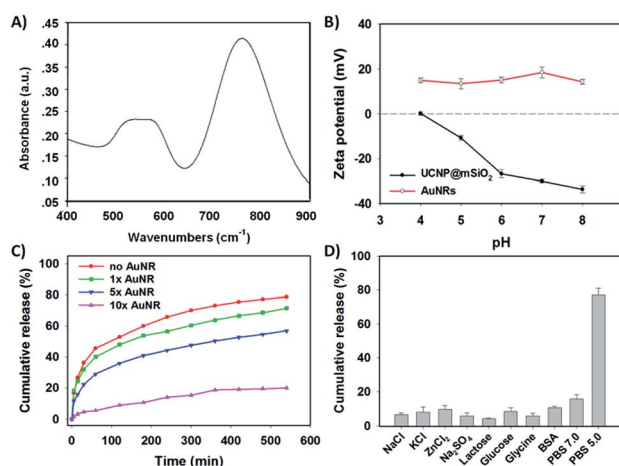 A)
.45
.40
.35
.30
.25
.20
.15
.10
.05
Absorbance (a.u.)
400 500 600 700 800 900
Wavenumbers (cm-1)
B)
40
20
0
-20
-40
Zeta potential (mV)
UCNP@mSiO2
AuNRs
3 4 5 6 7 8
pH
C)
100
80
60
40
20
0
Cumulative release (%)
no AuNR
1x AuNR
5x AuNR
10x AuNR
0 100 200 300 400 500 600
Time (min)
D)
100
80
60
40
20
0
Cumulative release (%)
NaCl
KCl
ZnCl2
Na2SO4
Lactose
Glucose
Glycine
BSA
PBS 7.0
PBS 5.0